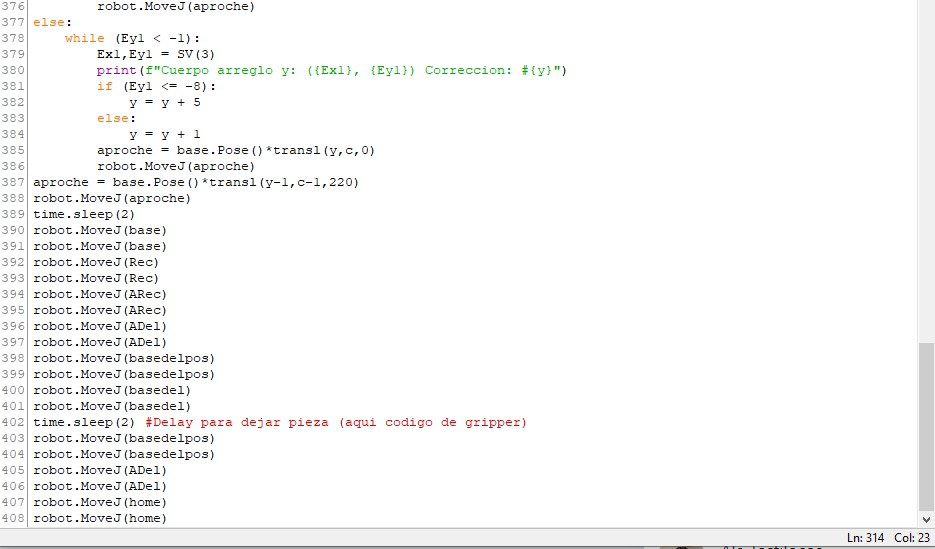 376 robot.MoveJ(aproche)
377 else:
378 while (Ey1 < -1):
379 Ex1,Ey1 = SV(3)
380 print(f"Cuerpo arreglo y: ({Ex1}, {Ey1}) Correccion: #{y}")
381 if (Ey1 <= -8):
382 y = y + 5
383 else:
384 y = y + 1
385 aproche = base.Pose()*transl(y,c,0)
386 robot.MoveJ(aproche)
387 aproche = base.Pose()*transl(y-1,c-1,220)
388 robot.MoveJ(aproche)
389 time.sleep(2)
390 robot.MoveJ(base)
391 robot.MoveJ(base)
392 robot.MoveJ(Rec)
393 robot.MoveJ(Rec)
394 robot.MoveJ(ARec)
395 robot.MoveJ(ARec)
396 robot.MoveJ(ADel)
397 robot.MoveJ(ADel)
398 robot.MoveJ(basedelpos)
399 robot.MoveJ(basedelpos)
400 robot.MoveJ(basedel)
401 robot.MoveJ(basedel)
402 time.sleep(2) #Delay para dejar pieza (aqui codigo de gripper)
403 robot.MoveJ(basedelpos)
404 robot.MoveJ(basedelpos)
405 robot.MoveJ(ADel)
406 robot.MoveJ(ADel)
407 robot.MoveJ(home)
408 robot.MoveJ(home)
Ln: 314 Col: 23